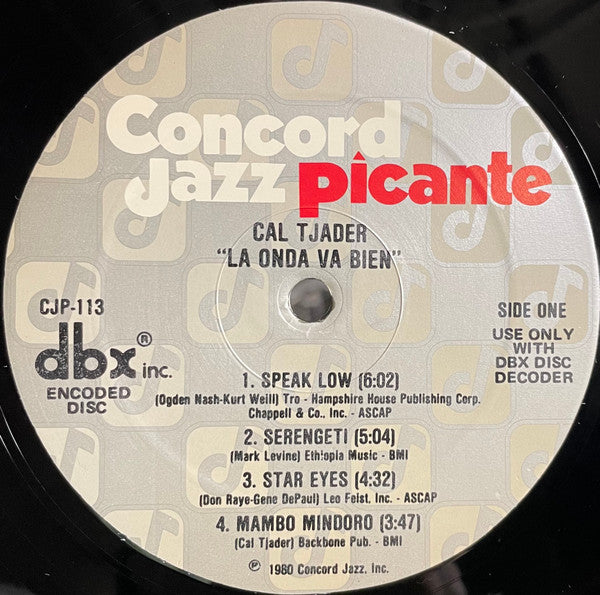 Concord
Jazz picante
CAL TJADER
"LA ONDA VA BIEN"
CJP-113
dbx® inc.
ENCODED
DISC
SIDE ONE
USE ONLY
WITH
DBX DISC
DECODER
1. SPEAK LOW (6:02)
(Ogden Nash-Kurt Weill) Tro - Hampshire House Publishing Corp.
Chappell & Co., Inc. - ASCAP
2. SERENGETI (5:04)
(Mark Levine) Ethiopia Music - BMI
3. STAR EYES (4:32)
(Don Raye-Gene DePaul) Leo Feist, Inc. - ASCAP
4. MAMBO MINDORO (3:47)
(Cal Tjader) Backbone Pub. - BMI
℗ 1980 Concord Jazz, Inc.